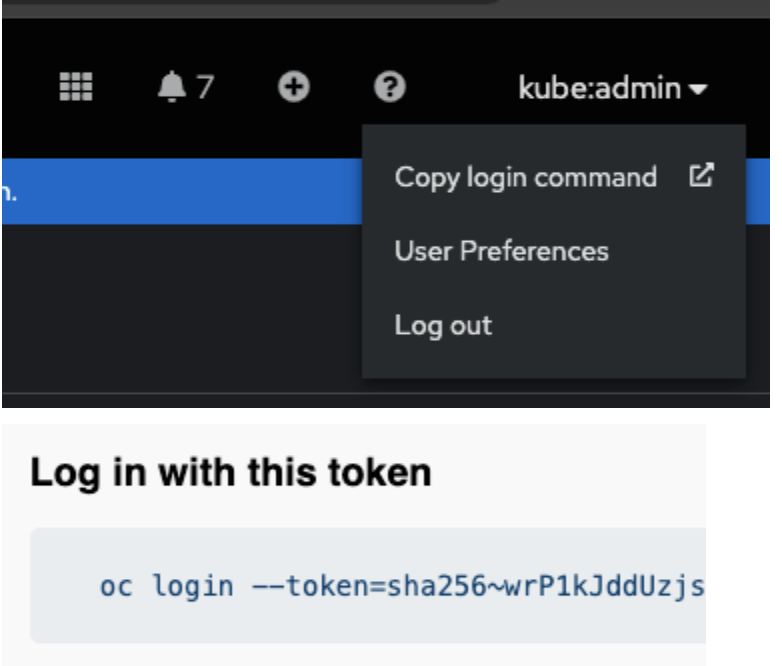 7
kube:admin
n.
Copy login command
User Preferences
Log out
Log in with this token
oc login --token=sha256~wrP1kJddUzjs